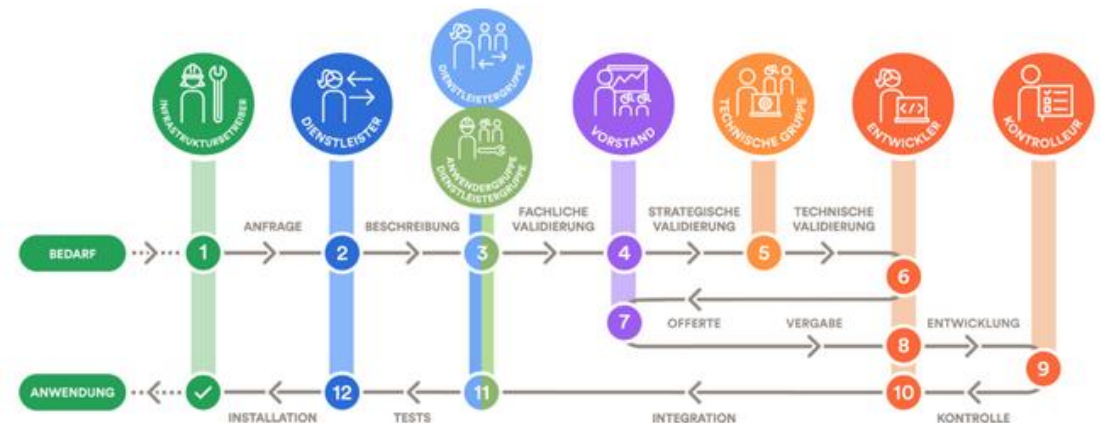 INFRASTRUKTURBETREIBER
DIENSTLEISTER
DIENSTLEISTERGRUPPE
ANWENDERGRUPPE
DIENSTLEISTERGRUPPE
VORSTAND
TECHNISCHE GRUPPE
ENTWICKLER
</>
KONTROLLEUR
BEDARF
1
ANFRAGE
2
BESCHREIBUNG
3
FACHLICHE
VALIDIERUNG
4
STRATEGISCHE
VALIDIERUNG
5
TECHNISCHE
VALIDIERUNG
6
7
OFFERTE
VERGABE
8
ENTWICKLUNG
9
ANWENDUNG
INSTALLATION
12
TESTS
11
INTEGRATION
10
KONTROLLE